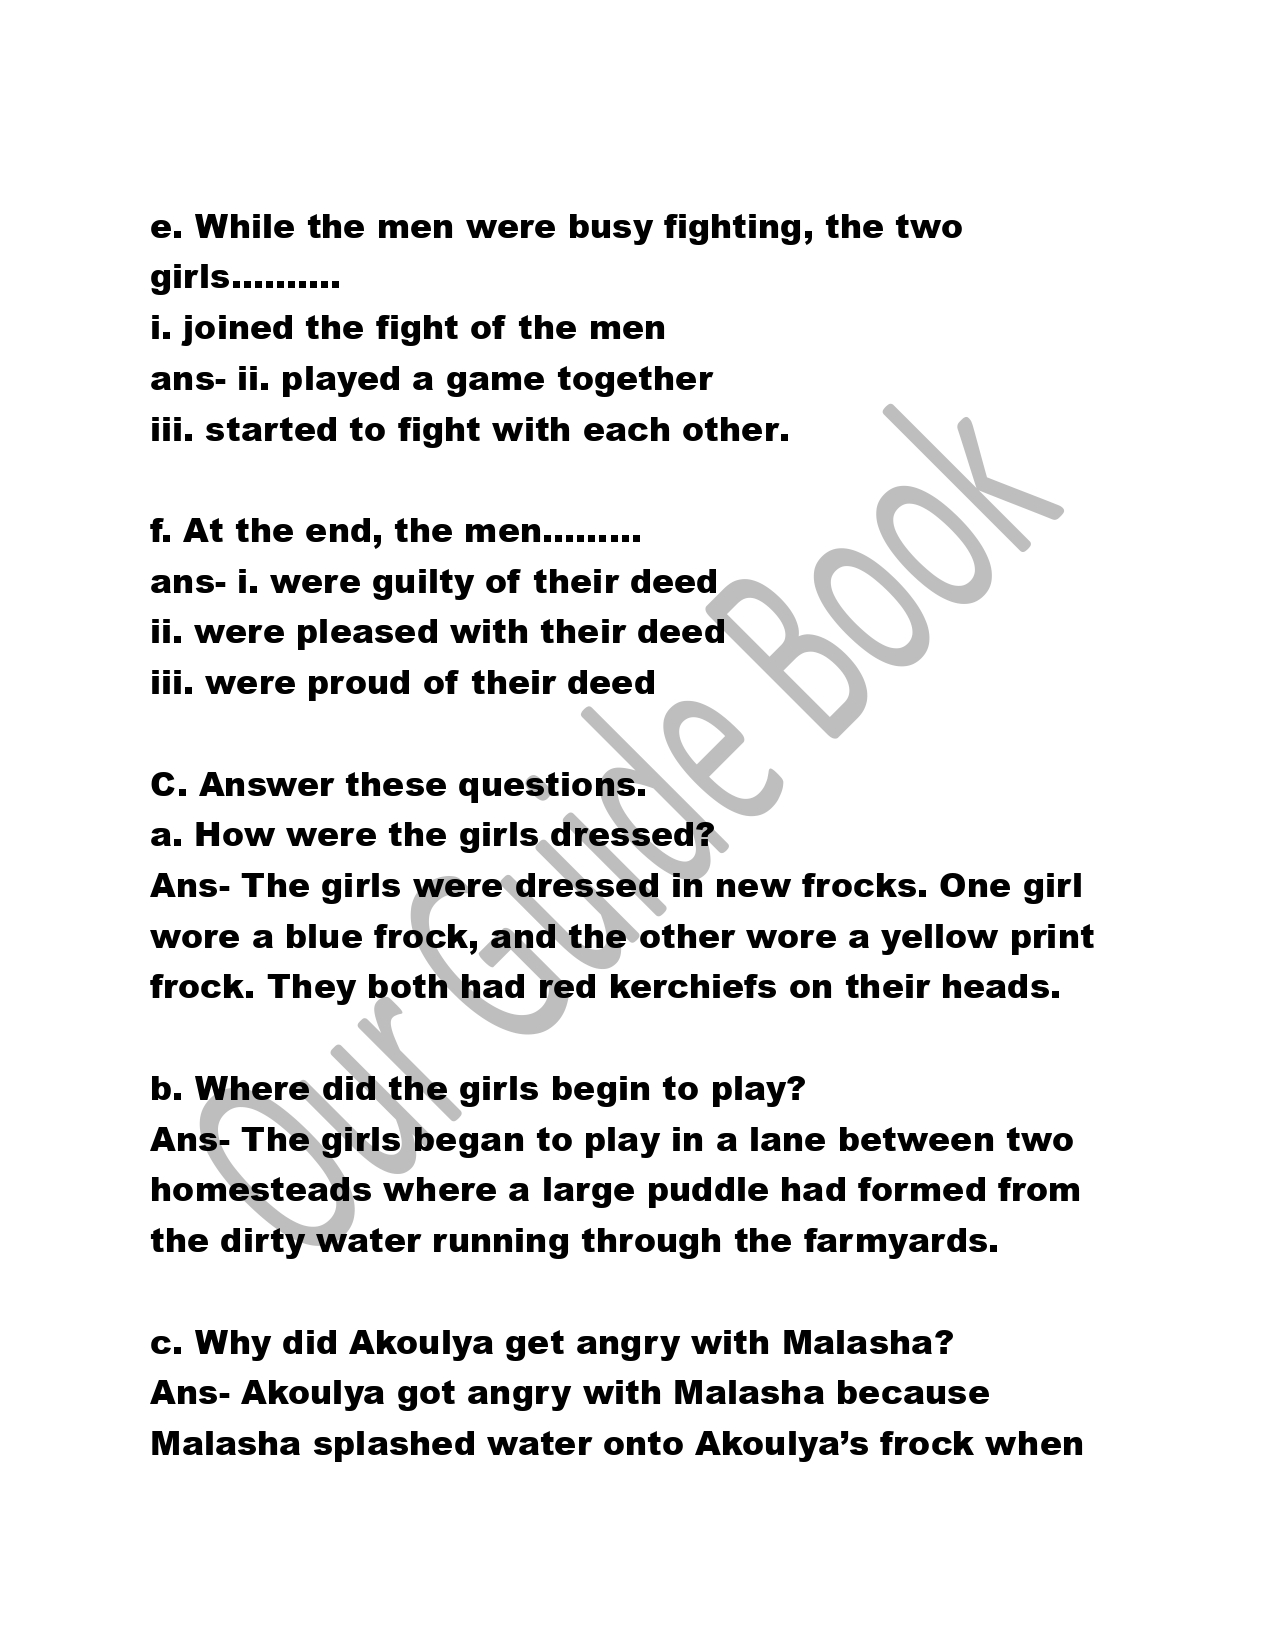 e. While the men were busy fighting, the two
girls..........
i. joined the fight of the men
ans- ii. played a game together
iii. started to fight with each other.
f. At the end, the men.........
ans- i. were guilty of their deed
ii. were pleased with their deed
iii. were proud of their deed
C. Answer these questions.
a. How were the girls dressed?
Ans- The girls were dressed in new frocks. One girl
wore a blue frock, and the other wore a yellow print
frock. They both had red kerchiefs on their heads.
b. Where did the girls begin to play?
Ans- The girls began to play in a lane between two
homesteads where a large puddle had formed from
the dirty water running through the farmyards.
c. Why did Akoulya get angry with Malasha?
Ans- Akoulya got angry with Malasha because
Malasha splashed water onto Akoulya’s frock when
Our Guide Book